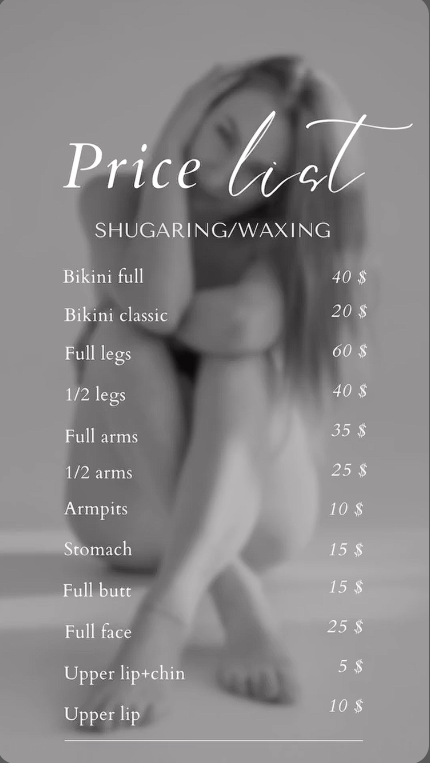 Price list
SHUGARING/WAXING
Bikini full 40 $
Bikini classic 20 $
Full legs 60 $
1/2 legs 40 $
Full arms 35 $
1/2 arms 25 $
Armpits 10 $
Stomach 15 $
Full butt 15 $
Full face 25 $
Upper lip+chin 5 $
Upper lip 10 $